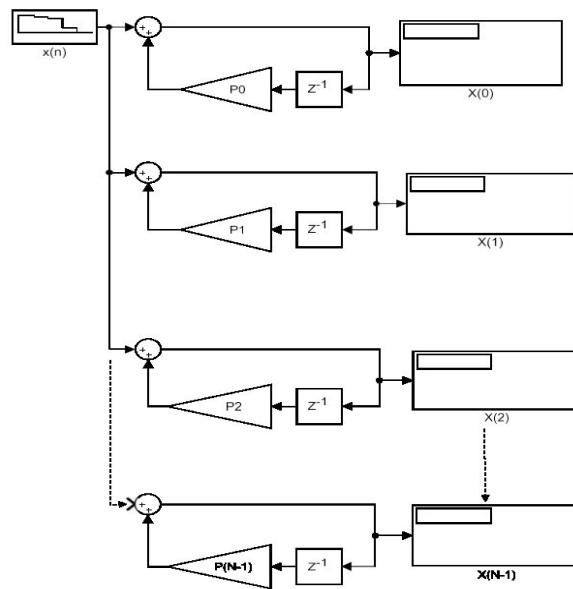 x(n)
+
+
P0
Z-1
X(0)
+
+
P1
Z-1
X(1)
+
+
P2
Z-1
X(2)
+
+
P(N-1)
Z-1
X(N-1)